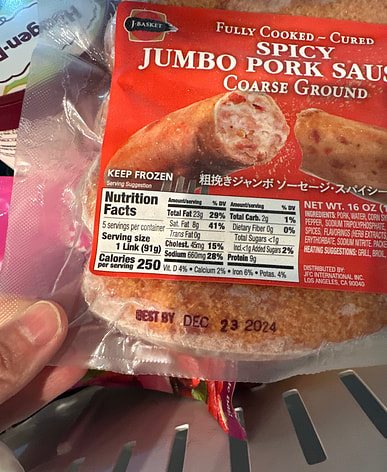 J-BASKET
FULLY COOKED – CURED
SPICY
JUMBO PORK SAUS
COARSE GROUND
KEEP FROZEN
Serving Suggestion
粗挽きジャンボ ソーセージ・スパイシー
Nutrition Facts
5 servings per container
Serving size
1 Link (91g)
Calories per serving 250
Amount/serving % DV
Total Fat 23g 29%
Sat. Fat 8g 41%
Trans Fat 0g
Cholest. 45mg 15%
Sodium 660mg 28%
Amount/serving % DV
Total Carb. 2g 1%
Dietary Fiber 0g 0%
Total Sugars <1g
Incl.<1g Added Sugars 2%
Protein 9g
Vit. D 4% • Calcium 2% • Iron 6% • Potas. 4%
NET WT. 16 OZ (1
INGREDIENTS: PORK, WATER, CORN S
PEPPER, SODIUM TRIPOLYPHOSPHATE,
SPICES, FLAVORINGS (HERB EXTRACT
ERYTHORBATE, SODIUM NITRITE. PACKE
HEATING SUGGESTIONS: GRILL, BROIL,
DISTRIBUTED BY:
JFC INTERNATIONAL INC.
LOS ANGELES, CA 90040
BEST BY DEC 23 2024